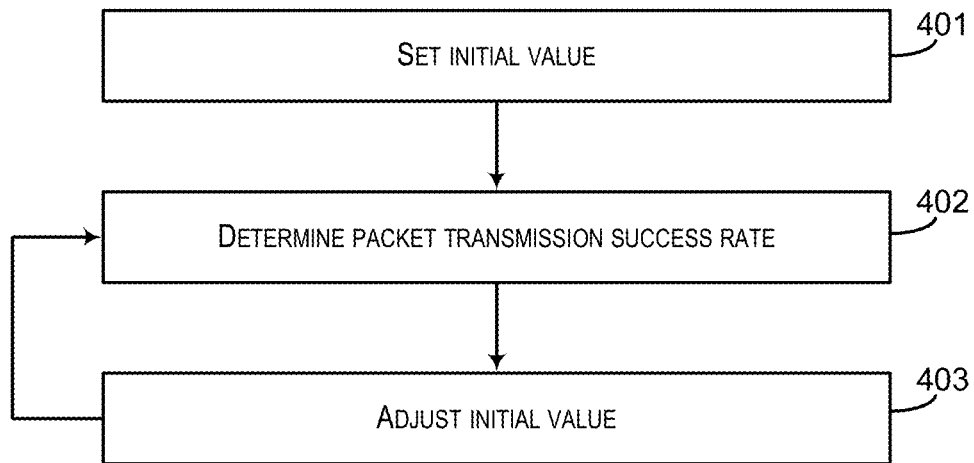 401
SET INITIAL VALUE
402
DETERMINE PACKET TRANSMISSION SUCCESS RATE
403
ADJUST INITIAL VALUE